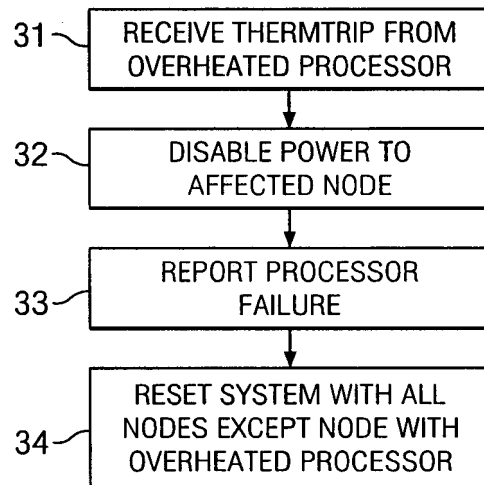 31
RECEIVE THERMTRIP FROM
OVERHEATED PROCESSOR
32
DISABLE POWER TO
AFFECTED NODE
33
REPORT PROCESSOR
FAILURE
34
RESET SYSTEM WITH ALL
NODES EXCEPT NODE WITH
OVERHEATED PROCESSOR